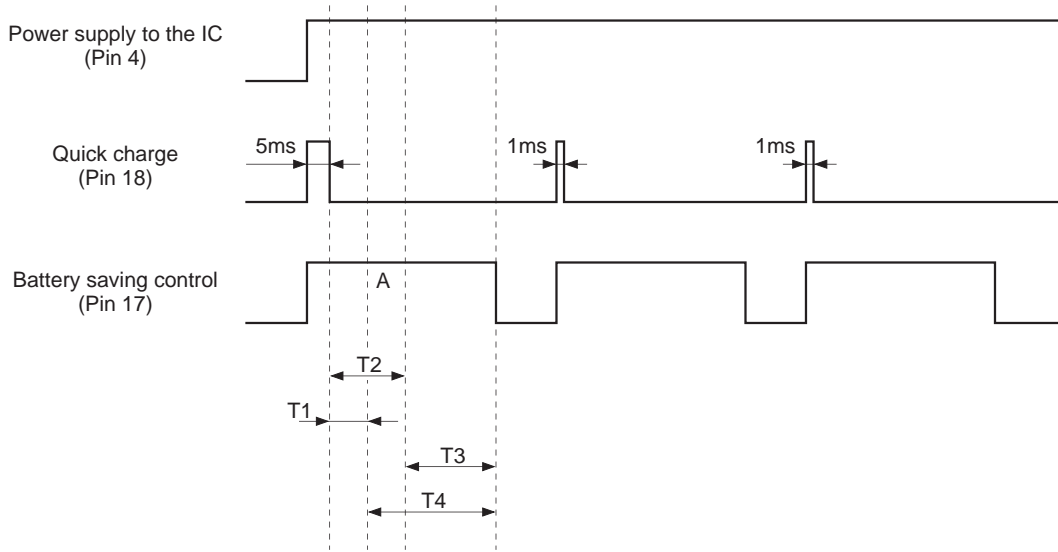 Power supply to the IC
(Pin 4)
5ms
1ms
1ms
Quick charge
(Pin 18)
Battery saving control
(Pin 17)
A
T2
T1
T3
T4